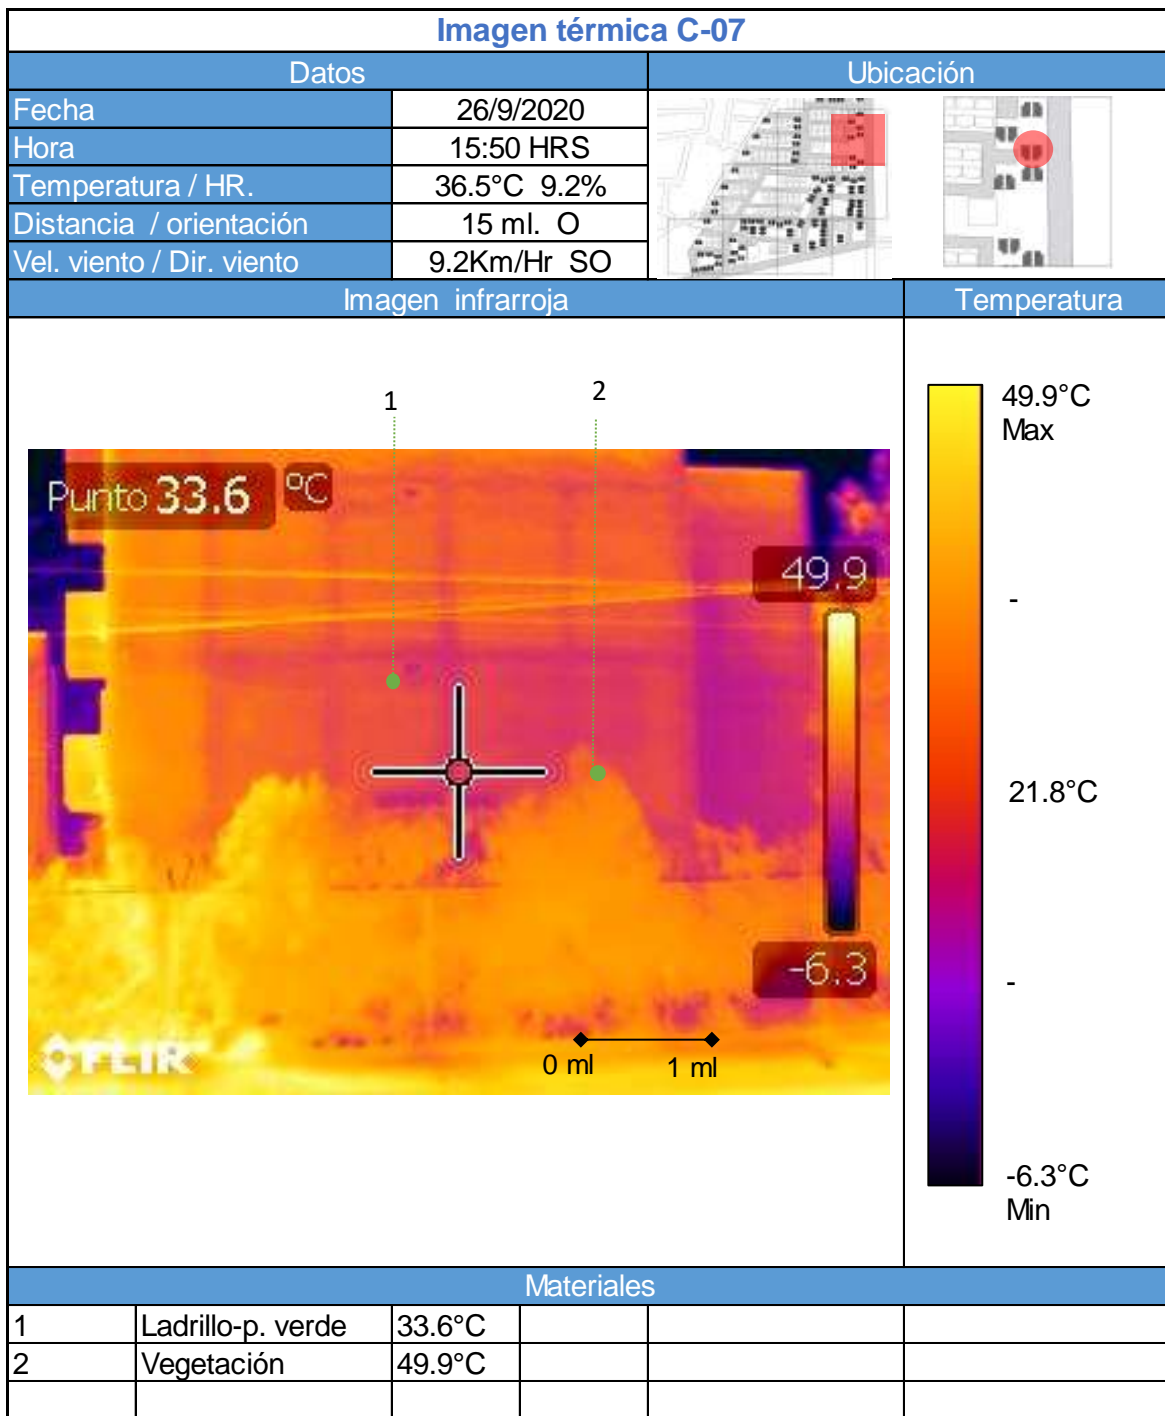 Imagen térmica C-07
Datos Ubicación
Fecha 26/9/2020
Hora 15:50 HRS
Temperatura / HR. 36.5°C 9.2%
Distancia / orientación 15 ml. O
Vel. viento / Dir. viento 9.2Km/Hr SO
Imagen infrarroja Temperatura
1 2
49.9°C
Max
Punto 33.6 °C
49.9
-
21.8°C
-6.3
-
0 ml 1 ml
FLIR
-6.3°C
Min
Materiales
1 Ladrillo-p. verde 33.6°C
2 Vegetación 49.9°C